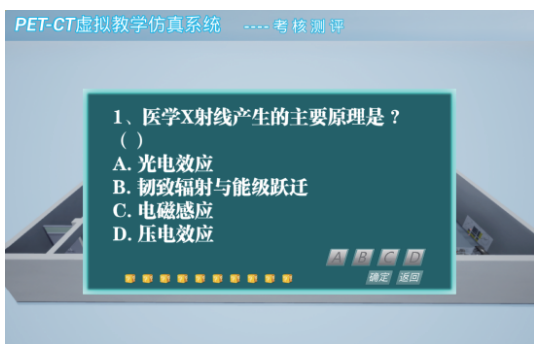 PET-CT虚拟教学仿真系统 ----考核测评
1、医学X射线产生的主要原理是？
（ ）
A. 光电效应
B. 韧致辐射与能级跃迁
C. 电磁感应
D. 压电效应
A B C D
确定 返回